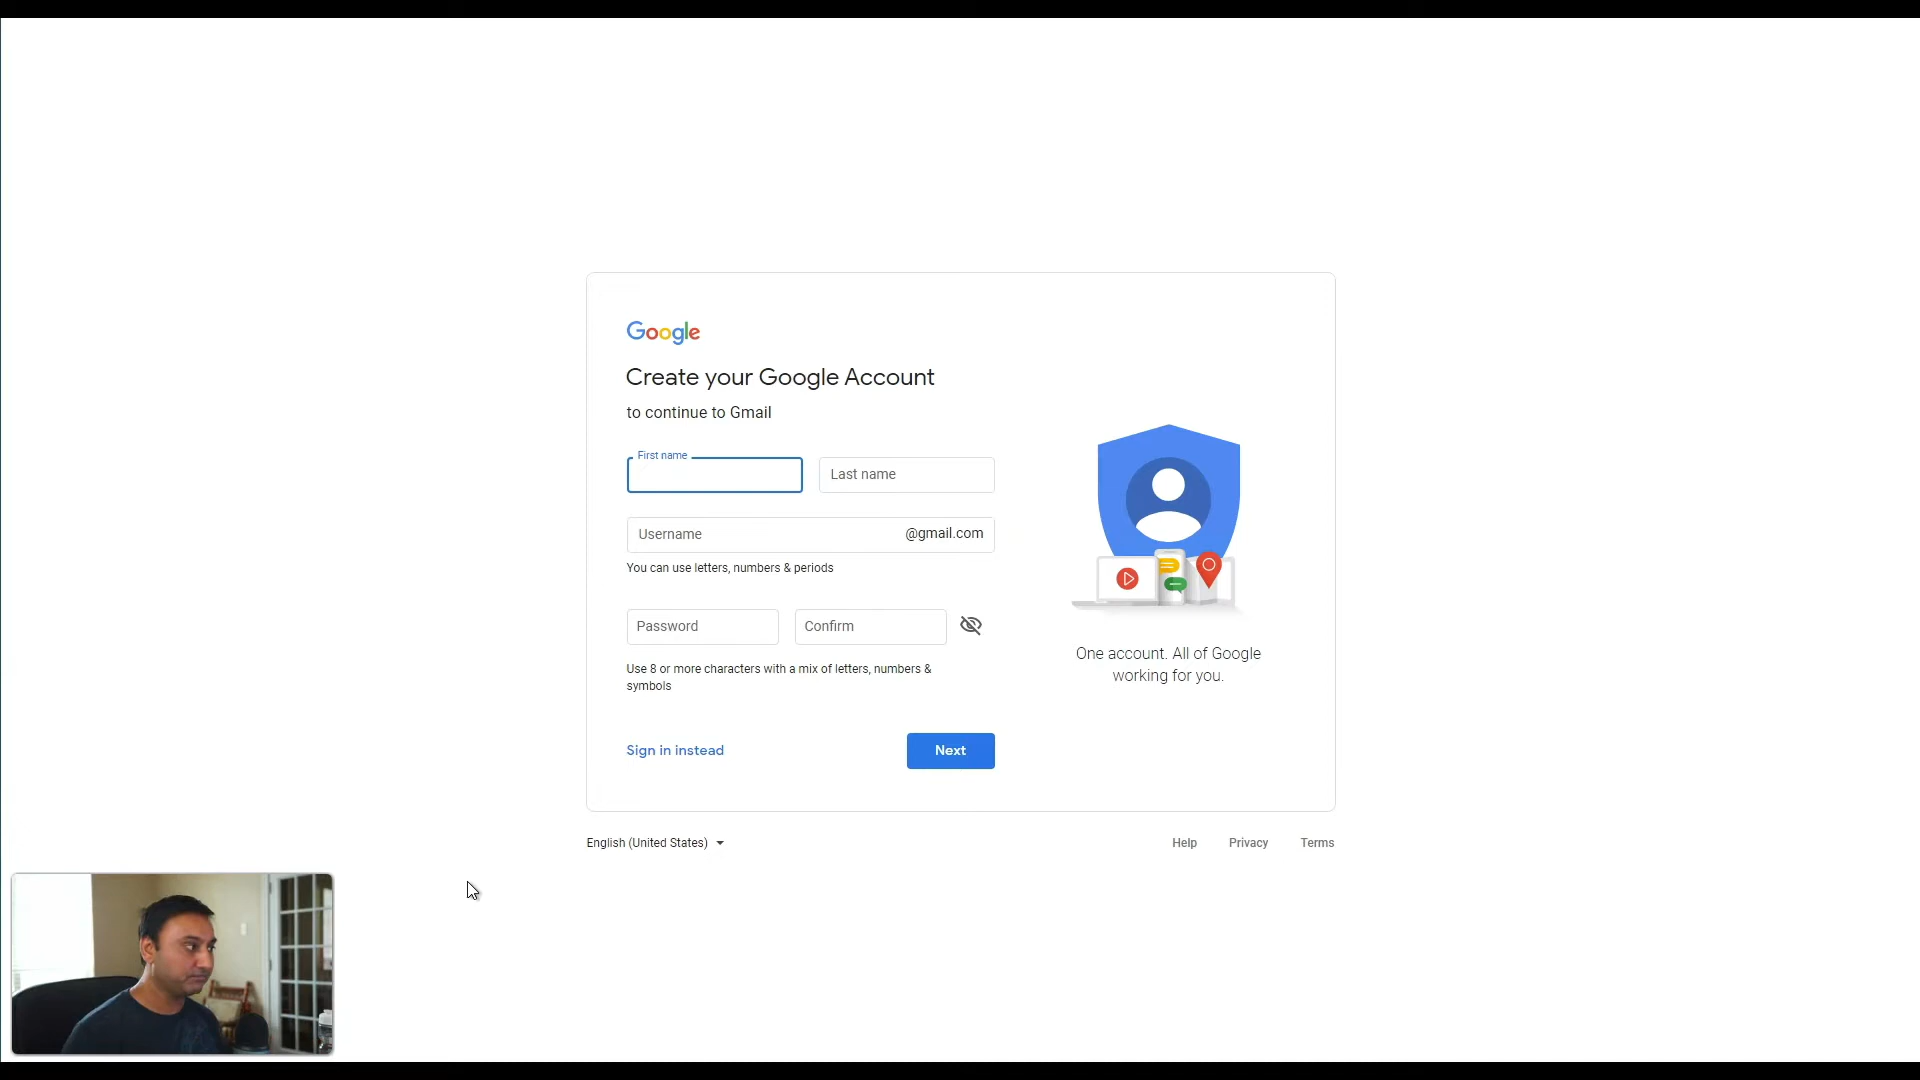 Google
Create your Google Account
to continue to Gmail
First name
Last name
Username
@gmail.com
You can use letters, numbers & periods
Password
Confirm
Use 8 or more characters with a mix of letters, numbers &
symbols
Sign in instead
Next
One account. All of Google
working for you.
English (United States)
Help
Privacy
Terms